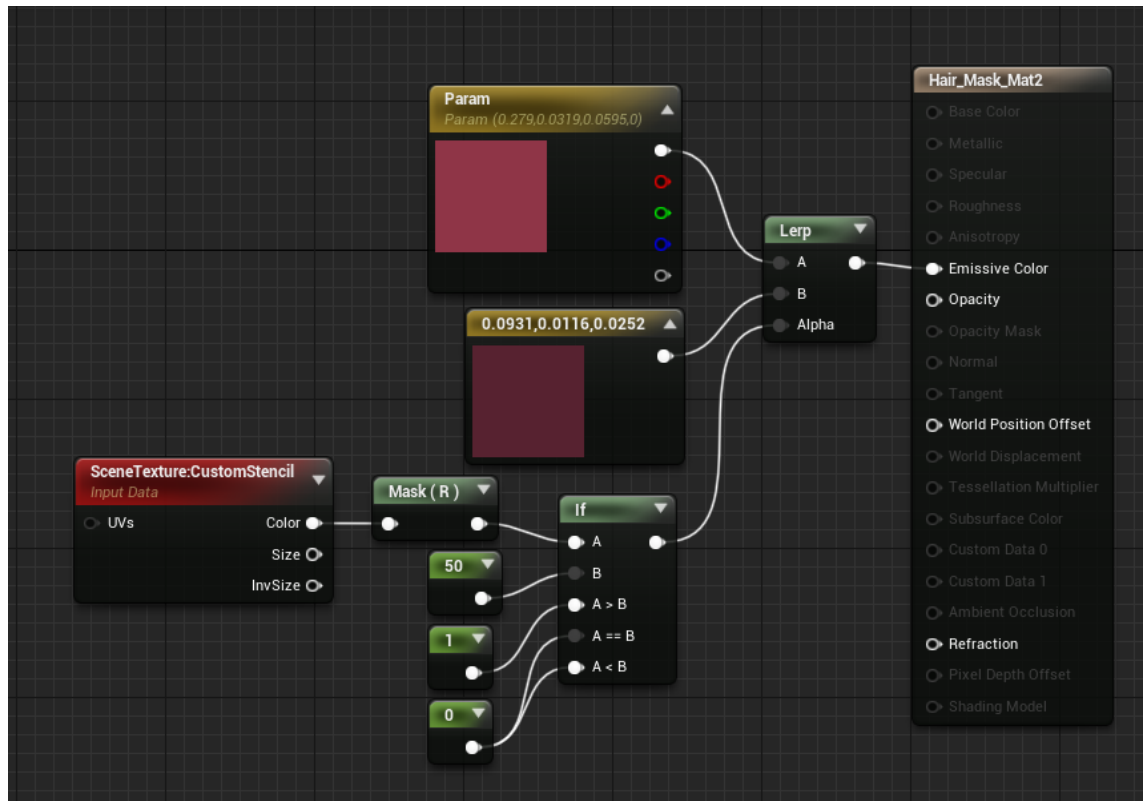 Param
Param (0.279,0.0319,0.0595,0)
0.0931,0.0116,0.0252
SceneTexture:CustomStencil
Input Data
UVs
Color
Size
InvSize
Mask ( R )
50
1
0
If
A
B
A > B
A == B
A < B
Lerp
A
B
Alpha
Hair_Mask_Mat2
Base Color
Metallic
Specular
Roughness
Anisotropy
Emissive Color
Opacity
Opacity Mask
Normal
Tangent
World Position Offset
World Displacement
Tessellation Multiplier
Subsurface Color
Custom Data 0
Custom Data 1
Ambient Occlusion
Refraction
Pixel Depth Offset
Shading Model